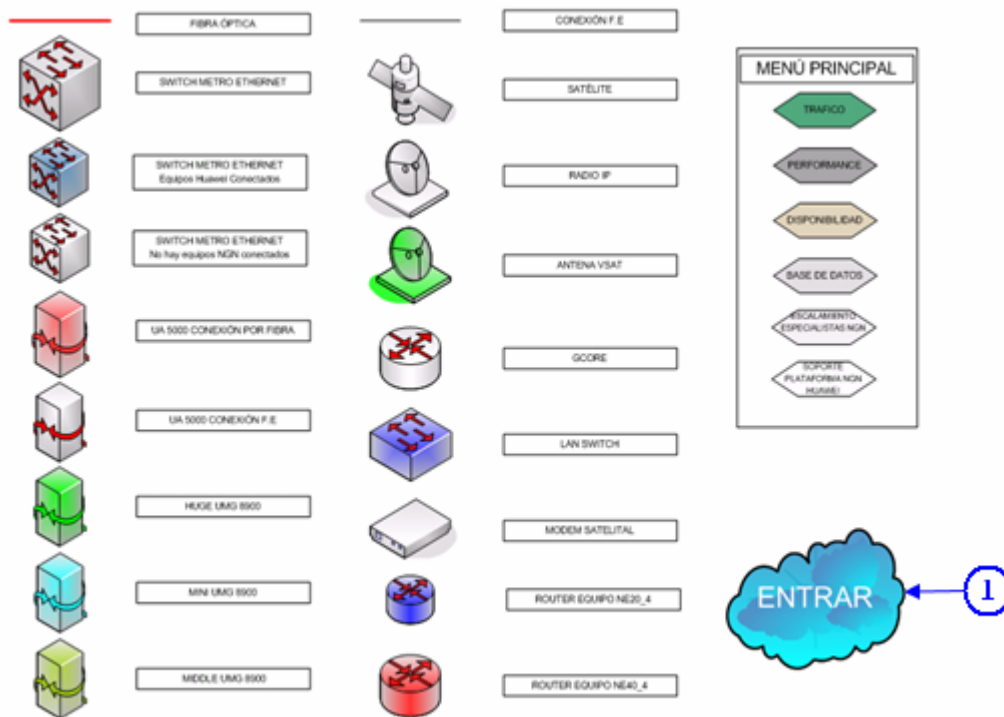 FIBRA ÓPTICA
SWITCH METRO ETHERNET
SWITCH METRO ETHERNET
Equipos Huawei Conectados
SWITCH METRO ETHERNET
No hay equipos NGN conectados
UA 5000 CONEXIÓN POR FIBRA
UA 5000 CONEXIÓN F.E
HUGE UMG 8900
MINI UMG 8900
MIDDLE UMG 8900
CONEXIÓN F.E
SATÉLITE
RADIO IP
ANTENA VSAT
GCORE
LAN SWITCH
MODEM SATELITAL
ROUTER EQUIPO NE20_4
ROUTER EQUIPO NE40_4
MENÚ PRINCIPAL
TRAFICO
PERFORMANCE
DISPONIBILIDAD
BASE DE DATOS
ESCALAMIENTO
ESPECIALISTAS NGN
SOPORTE
PLATAFORMA NGN
HUAWEI
ENTRAR
1